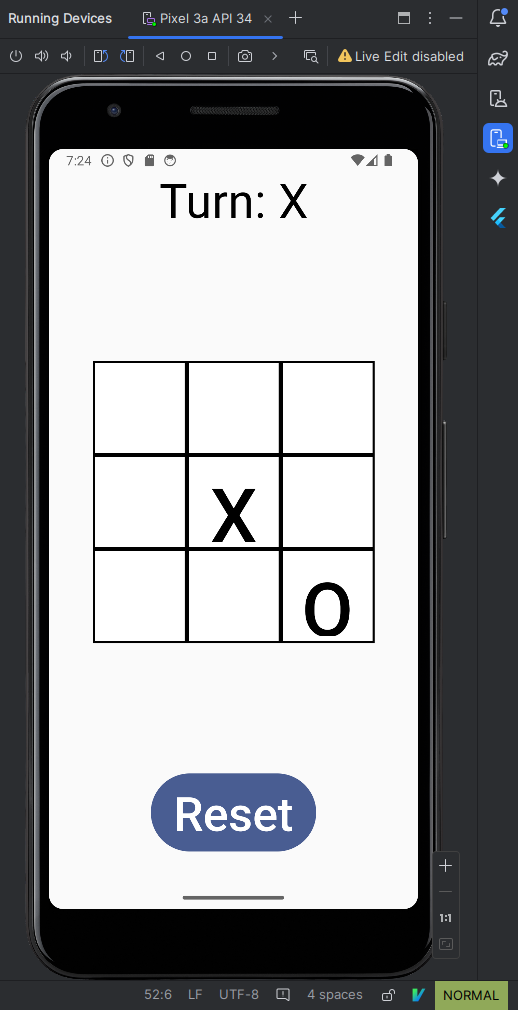 Running Devices
Pixel 3a API 34
Live Edit disabled
7:24
Turn: X
X
O
Reset
1:1
52:6 LF UTF-8 4 spaces NORMAL